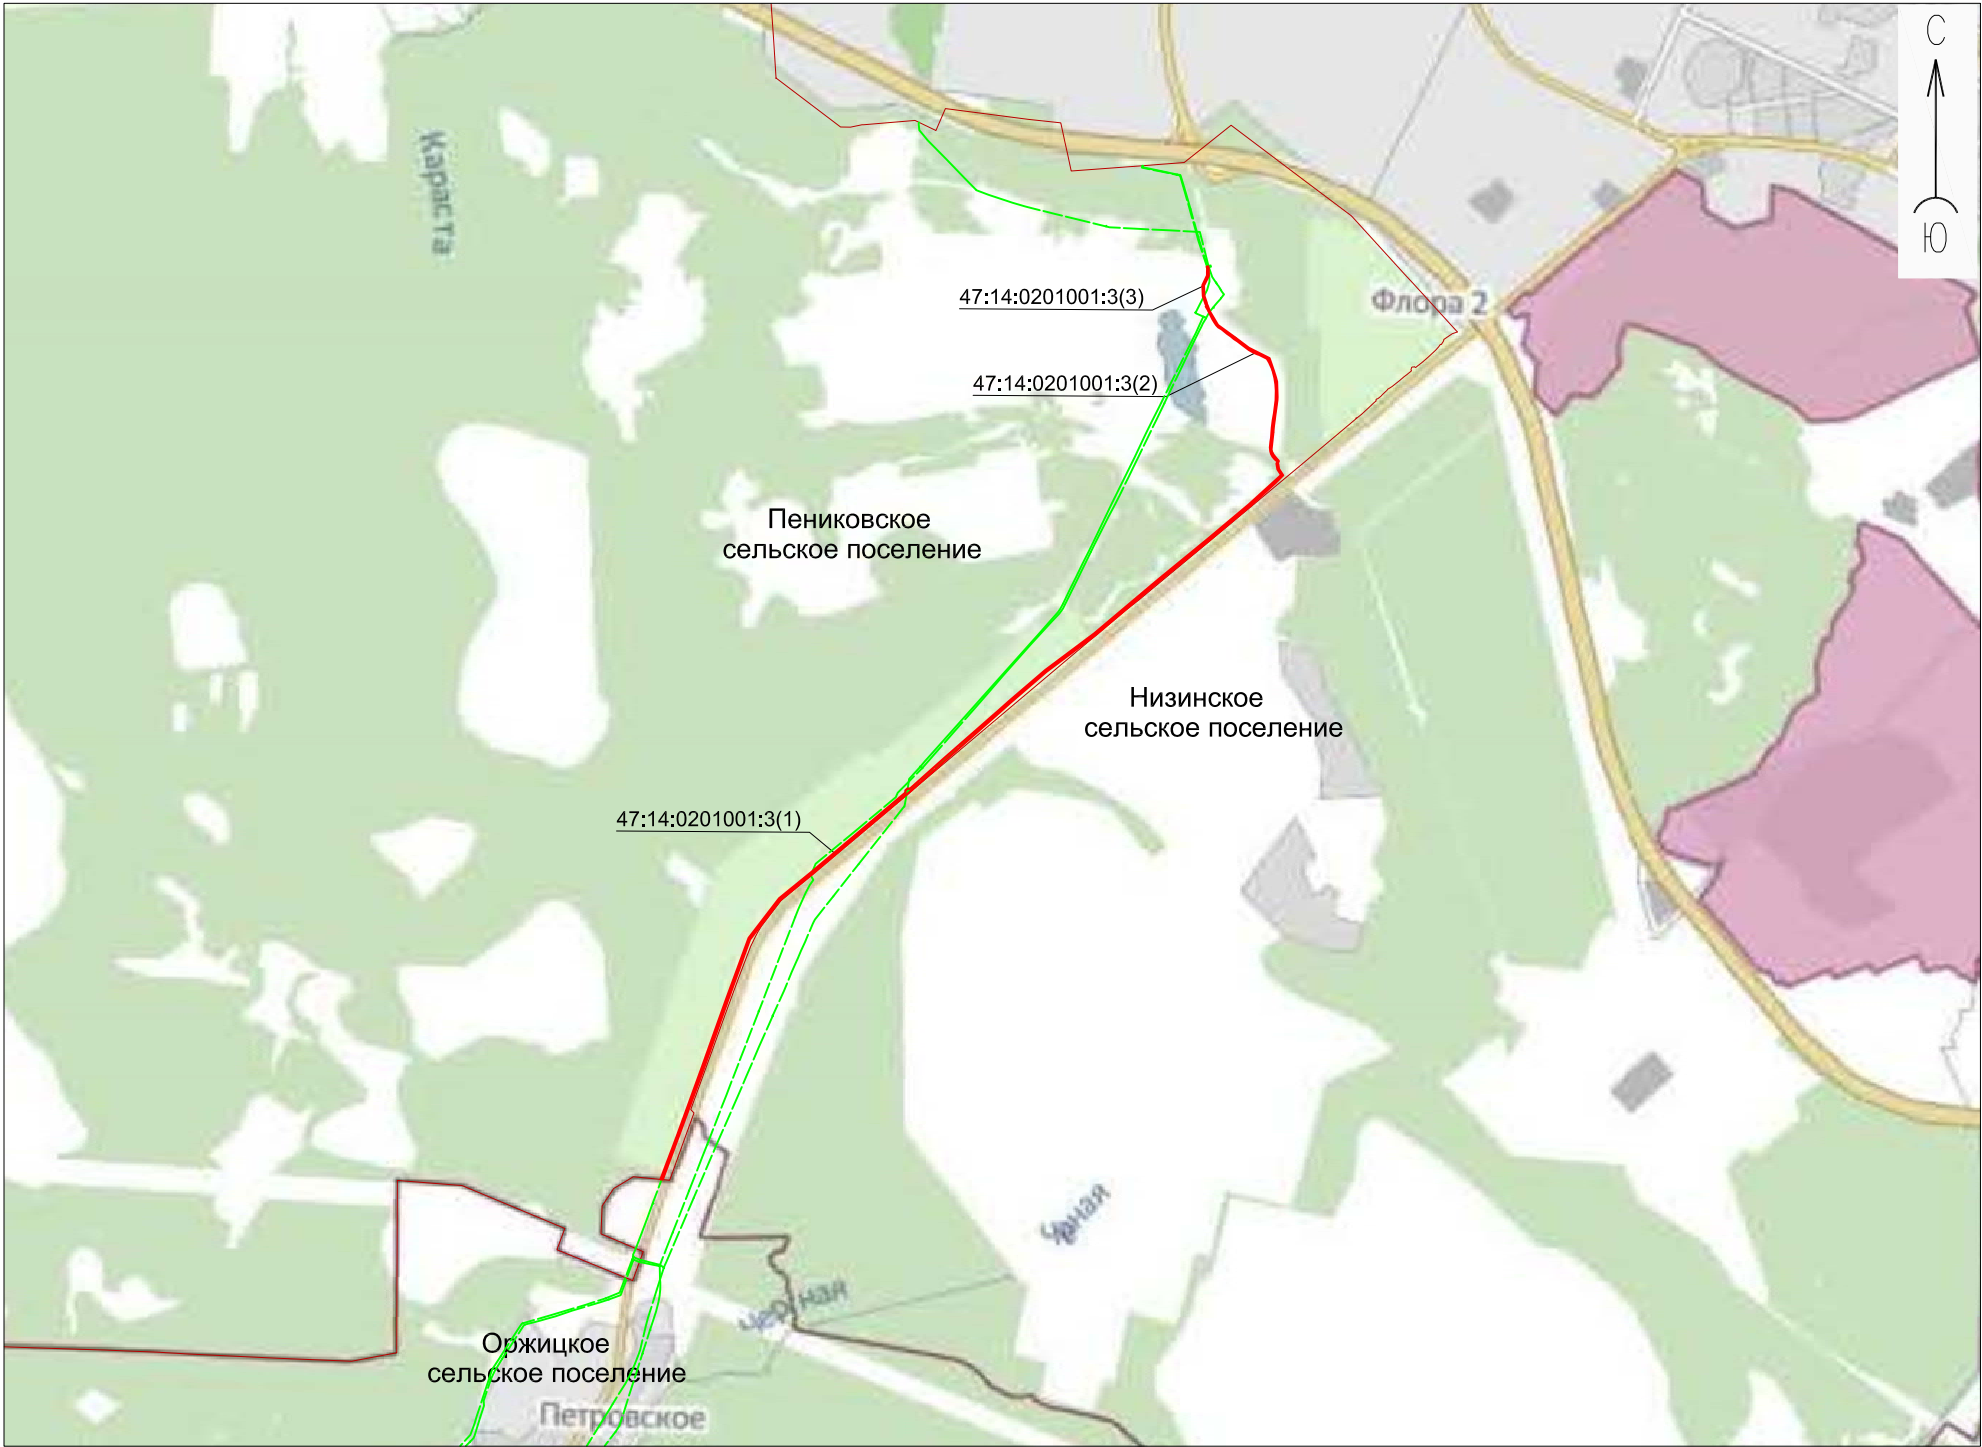 С
Ю
Караста
47:14:0201001:3(3)
Флора 2
47:14:0201001:3(2)
Пениковское
сельское поселение
Низинское
сельское поселение
47:14:0201001:3(1)
Оржицкое
сельское поселение
Петровское